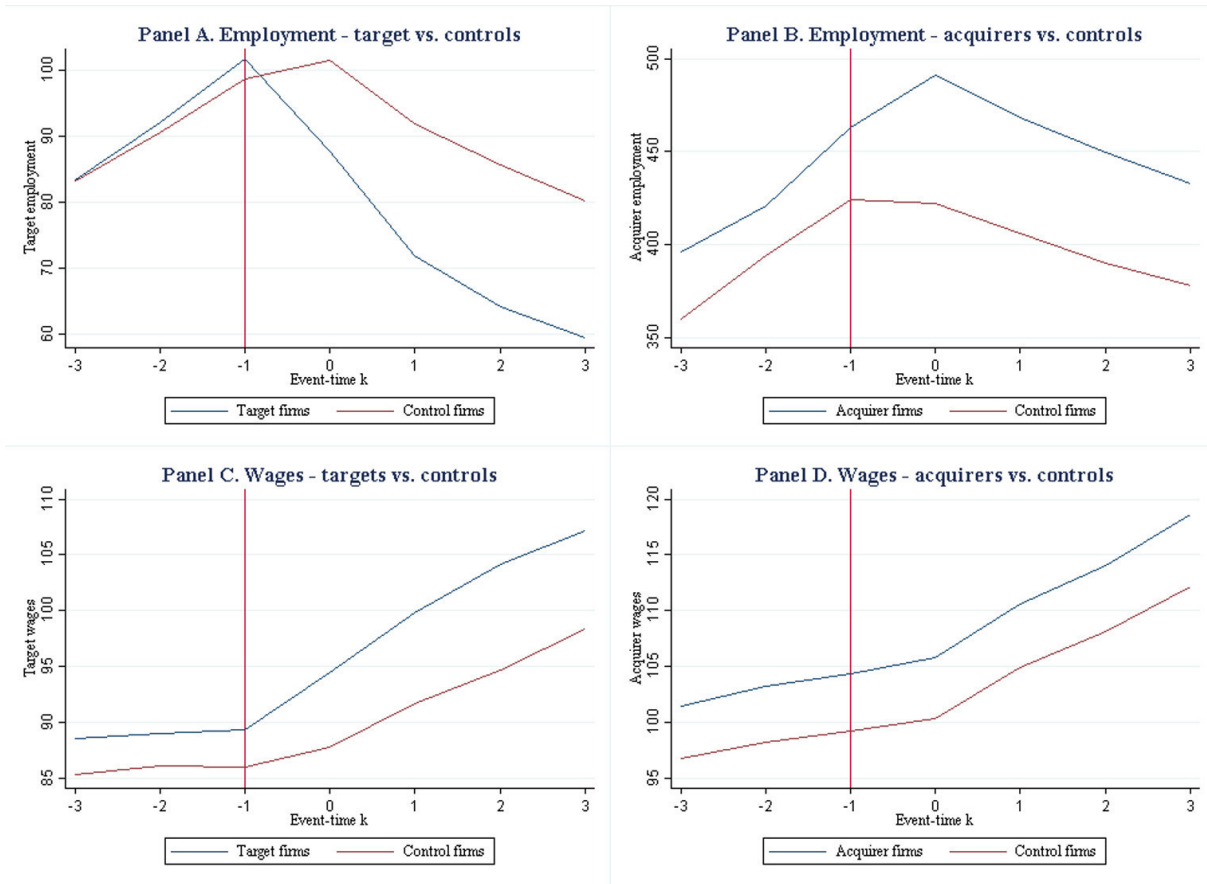 Panel A. Employment - target vs. controls
Target employment
100
90
80
70
60
-3 -2 -1 0 1 2 3
Event-time k
Target firms Control firms
Panel B. Employment - acquirers vs. controls
Acquirer employment
500
450
400
350
-3 -2 -1 0 1 2 3
Event-time k
Acquirer firms Control firms
Panel C. Wages - targets vs. controls
Target wages
110
105
100
95
90
85
-3 -2 -1 0 1 2 3
Event-time k
Target firms Control firms
Panel D. Wages - acquirers vs. controls
Acquirer wages
120
115
110
105
100
95
-3 -2 -1 0 1 2 3
Event-time k
Acquirer firms Control firms